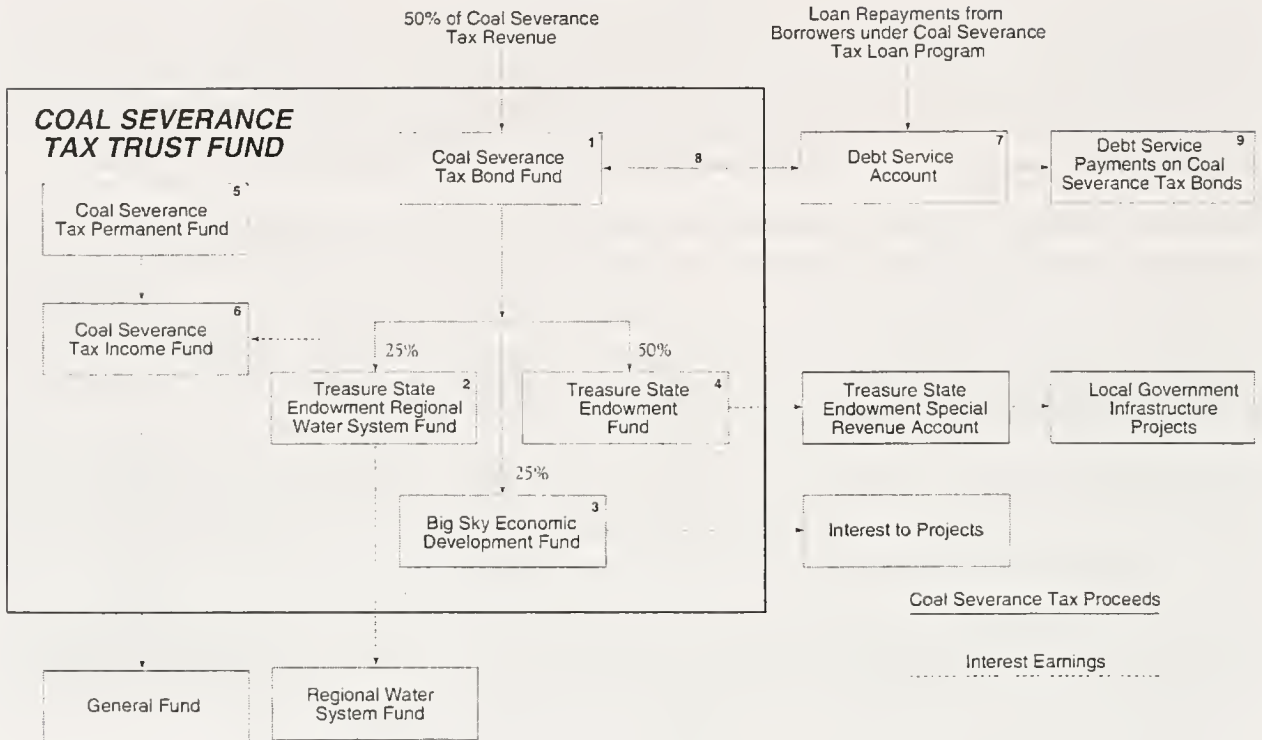 50% of Coal Severance
Tax Revenue
Loan Repayments from
Borrowers under Coal Severance
Tax Loan Program
COAL SEVERANCE
TAX TRUST FUND
1
Coal Severance
Tax Bond Fund
8
7
Debt Service
Account
9
Debt Service
Payments on Coal
Severance Tax Bonds
5
Coal Severance
Tax Permanent Fund
6
Coal Severance
Tax Income Fund
25%
50%
2
Treasure State
Endowment Regional
Water System Fund
4
Treasure State
Endowment
Fund
Treasure State
Endowment Special
Revenue Account
Local Government
Infrastructure
Projects
25%
3
Big Sky Economic
Development Fund
Interest to Projects
Coal Severance Tax Proceeds
Interest Earnings
General Fund
Regional Water
System Fund